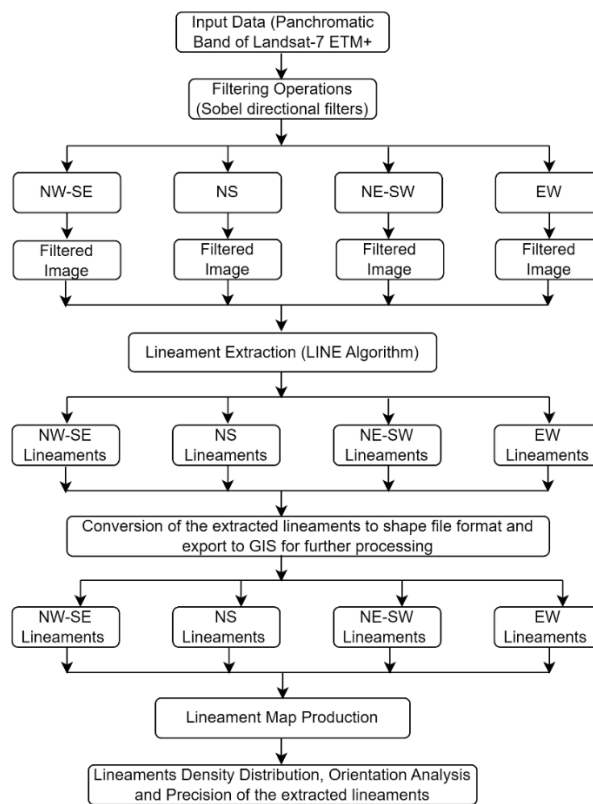 Input Data (Panchromatic
Band of Landsat-7 ETM+
Filtering Operations
(Sobel directional filters)
NW-SE
NS
NE-SW
EW
Filtered
Image
Filtered
Image
Filtered
Image
Filtered
Image
Lineament Extraction (LINE Algorithm)
NW-SE
Lineaments
NS
Lineaments
NE-SW
Lineaments
EW
Lineaments
Conversion of the extracted lineaments to shape file format and
export to GIS for further processing
NW-SE
Lineaments
NS
Lineaments
NE-SW
Lineaments
EW
Lineaments
Lineament Map Production
Lineaments Density Distribution, Orientation Analysis
and Precision of the extracted lineaments